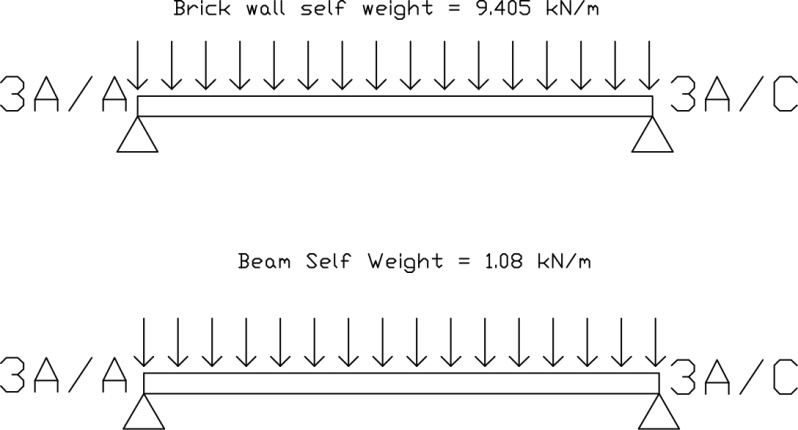 Brick wall self weight = 9.405 kN/m
3A/A 3A/C
Beam Self Weight = 1.08 kN/m
3A/A 3A/C